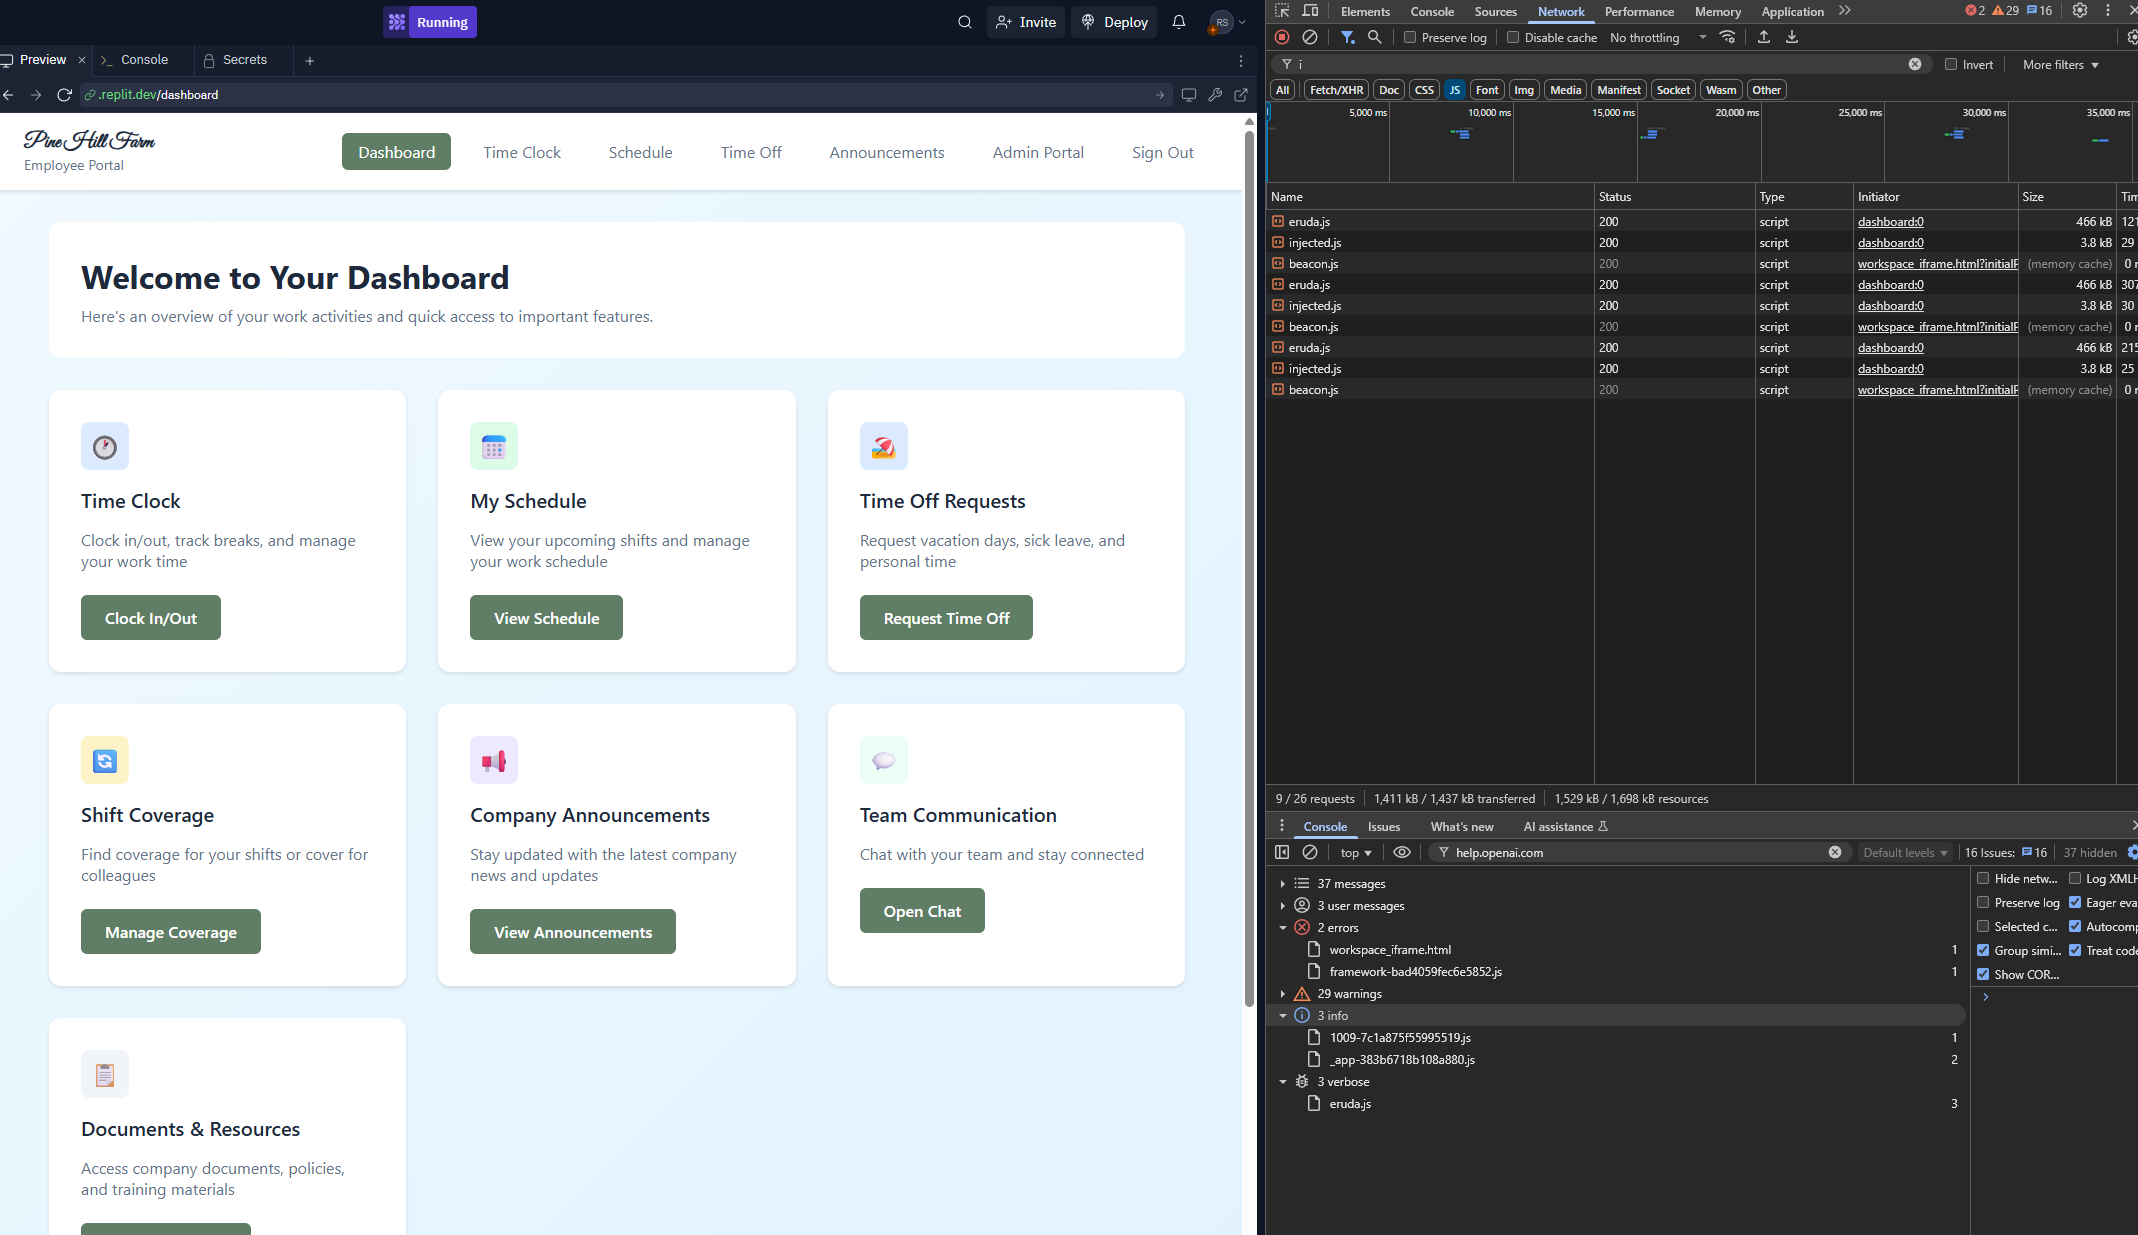 Running
Invite
Deploy
RS
Preview
Console
Secrets
.replit.dev/dashboard
Pine Hill Farm
Employee Portal
Dashboard
Time Clock
Schedule
Time Off
Announcements
Admin Portal
Sign Out
Welcome to Your Dashboard
Here's an overview of your work activities and quick access to important features.
Time Clock
Clock in/out, track breaks, and manage
your work time
Clock In/Out
My Schedule
View your upcoming shifts and manage
your work schedule
View Schedule
Time Off Requests
Request vacation days, sick leave, and
personal time
Request Time Off
Shift Coverage
Find coverage for your shifts or cover for
colleagues
Manage Coverage
Company Announcements
Stay updated with the latest company
news and updates
View Announcements
Team Communication
Chat with your team and stay connected
Open Chat
Documents & Resources
Access company documents, policies,
and training materials
Elements Console Sources Network Performance Memory Application 2 29 16
Preserve log Disable cache No throttling
i Invert More filters
All Fetch/XHR Doc CSS JS Font Img Media Manifest Socket Wasm Other
5,000 ms 10,000 ms 15,000 ms 20,000 ms 25,000 ms 30,000 ms 35,000 ms
Name Status Type Initiator Size Tim
eruda.js 200 script dashboard:0 466 kB 121
injected.js 200 script dashboard:0 3.8 kB 29
beacon.js 200 script workspace_iframe.html?initialP (memory cache) 0
eruda.js 200 script dashboard:0 466 kB 307
injected.js 200 script dashboard:0 3.8 kB 30
beacon.js 200 script workspace_iframe.html?initialP (memory cache) 0
eruda.js 200 script dashboard:0 466 kB 215
injected.js 200 script dashboard:0 3.8 kB 25
beacon.js 200 script workspace_iframe.html?initialP (memory cache) 0
9 / 26 requests 1,411 kB / 1,437 kB transferred 1,529 kB / 1,698 kB resources
Console Issues What's new AI assistance
top help.openai.com Default levels 16 Issues: 16 37 hidden
37 messages
3 user messages
2 errors
workspace_iframe.html 1
framework-bad4059fec6e5852.js 1
29 warnings
3 info
1009-7c1a875f55995519.js 1
_app-383b6718b108a880.js 2
3 verbose
eruda.js 3
Hide netw... Log XMLH
Preserve log Eager eva
Selected c... Autocomp
Group simi... Treat code
Show COR...